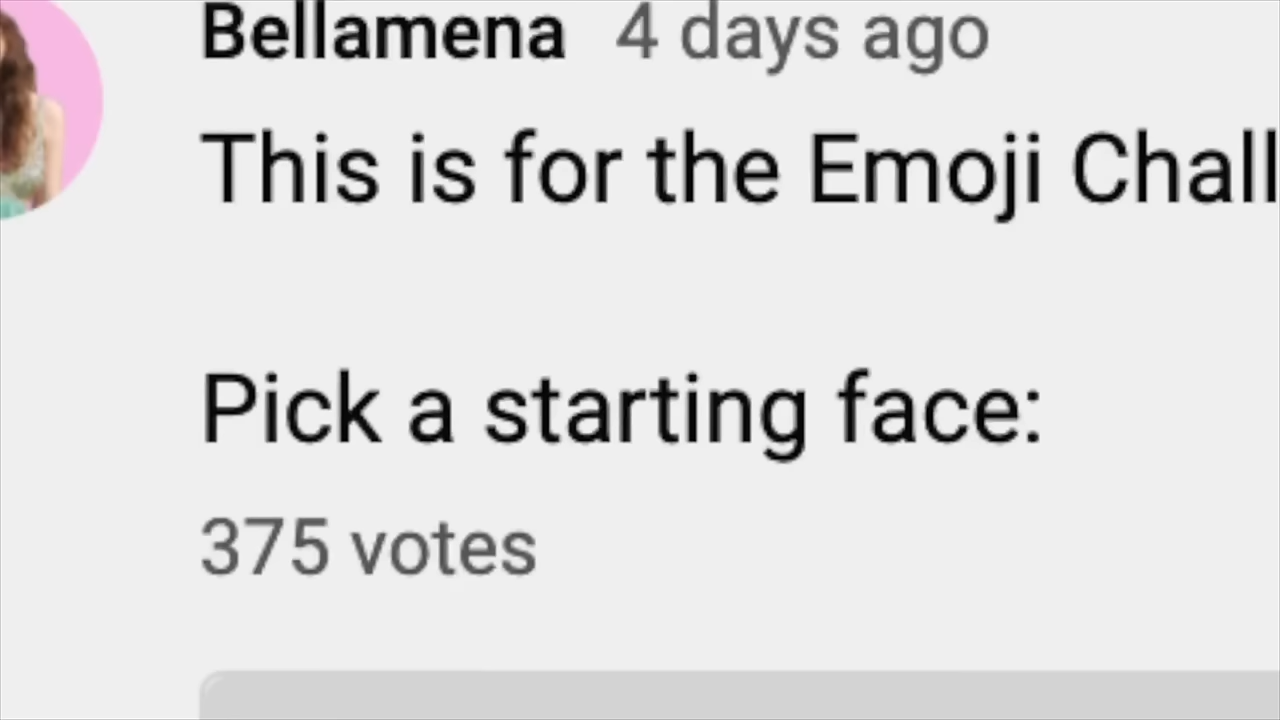 Bellamena 4 days ago
This is for the Emoji Chall
Pick a starting face:
375 votes